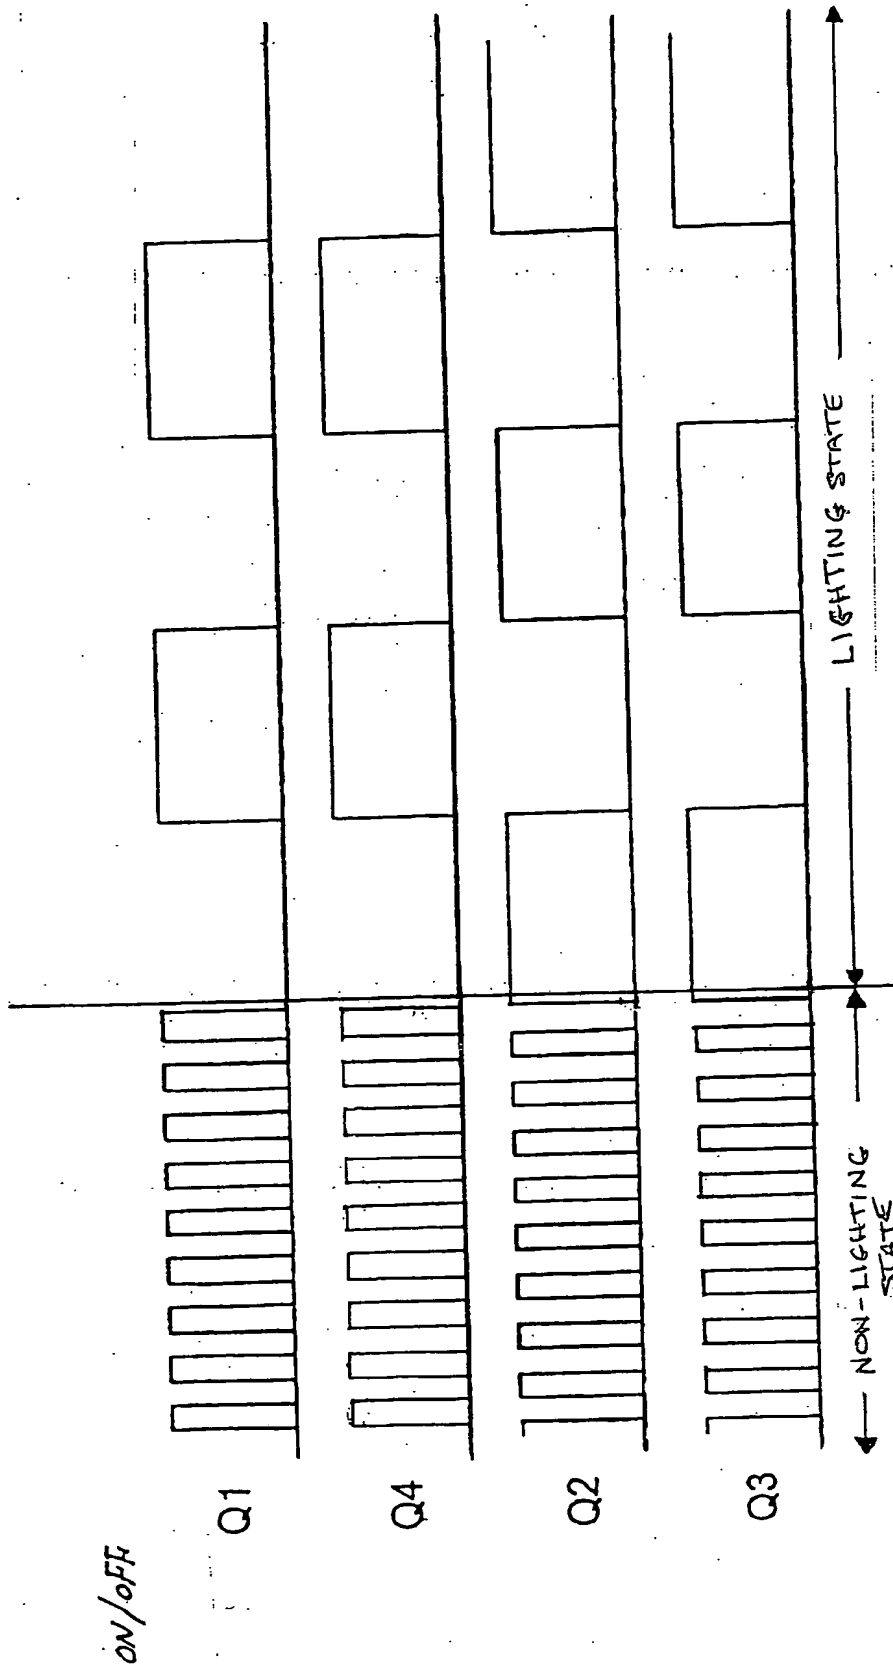 ON/OFF
Q1
Q4
Q2
Q3
NON-LIGHTING
STATE
LIGHTING STATE